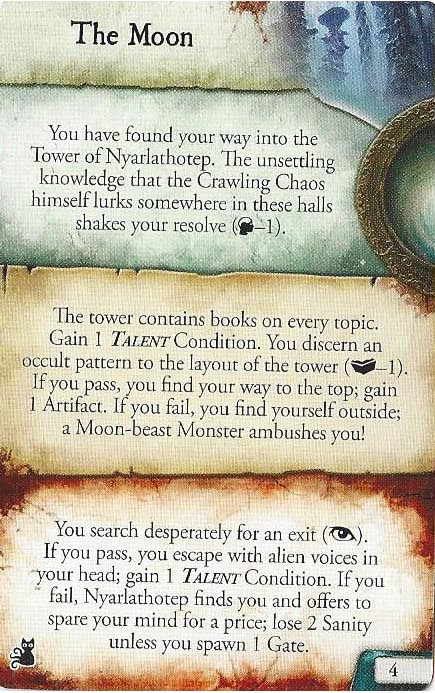 The Moon
You have found your way into the
Tower of Nyarlathotep. The unsettling
knowledge that the Crawling Chaos
himself lurks somewhere in these halls
shakes your resolve (–1).
The tower contains books on every topic.
Gain 1 TALENT Condition. You discern an
occult pattern to the layout of the tower (–1).
If you pass, you find your way to the top; gain
1 Artifact. If you fail, you find yourself outside;
a Moon-beast Monster ambushes you!
You search desperately for an exit ().
If you pass, you escape with alien voices in
your head; gain 1 TALENT Condition. If you
fail, Nyarlathotep finds you and offers to
spare your mind for a price; lose 2 Sanity
unless you spawn 1 Gate.
4